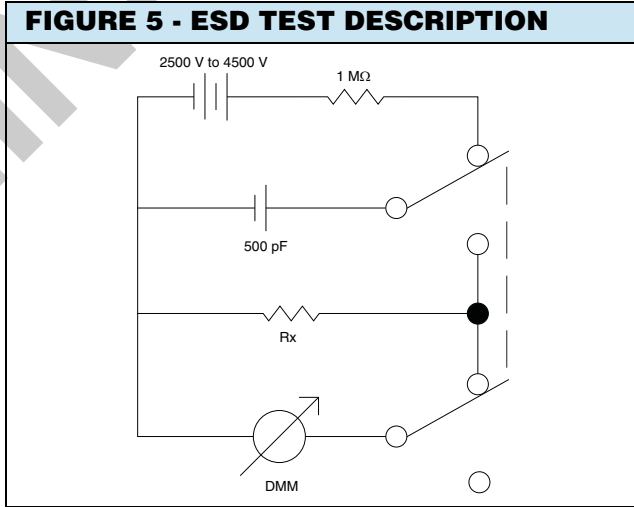 FIGURE 5 - ESD TEST DESCRIPTION
2500 V to 4500 V
1 MΩ
500 pF
Rx
DMM